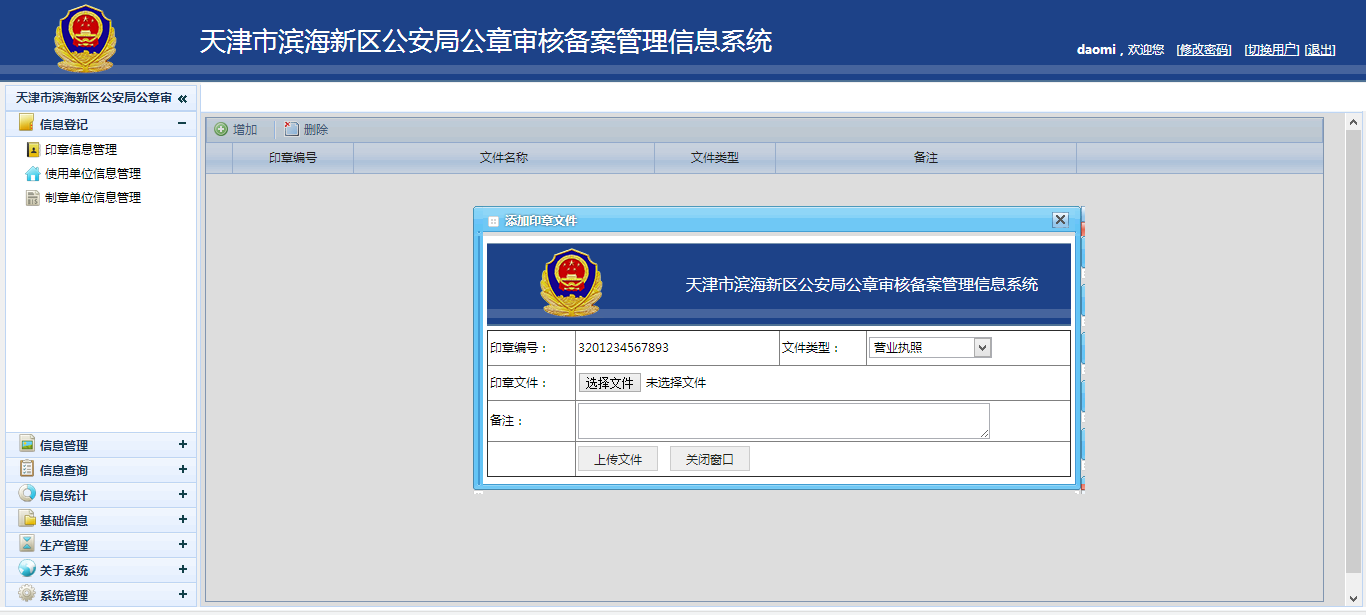 天津市滨海新区公安局公章审核备案管理信息系统
daomi，欢迎您 [修改密码] [切换用户] [退出]
天津市滨海新区公安局公章审
信息登记
印章信息管理
使用单位信息管理
制章单位信息管理
信息管理
信息查询
信息统计
基础信息
生产管理
关于系统
系统管理
增加 删除
印章编号 文件名称 文件类型 备注
添加印章文件
天津市滨海新区公安局公章审核备案管理信息系统
印章编号： 3201234567893 文件类型： 营业执照
印章文件： 选择文件 未选择文件
备注：
上传文件 关闭窗口